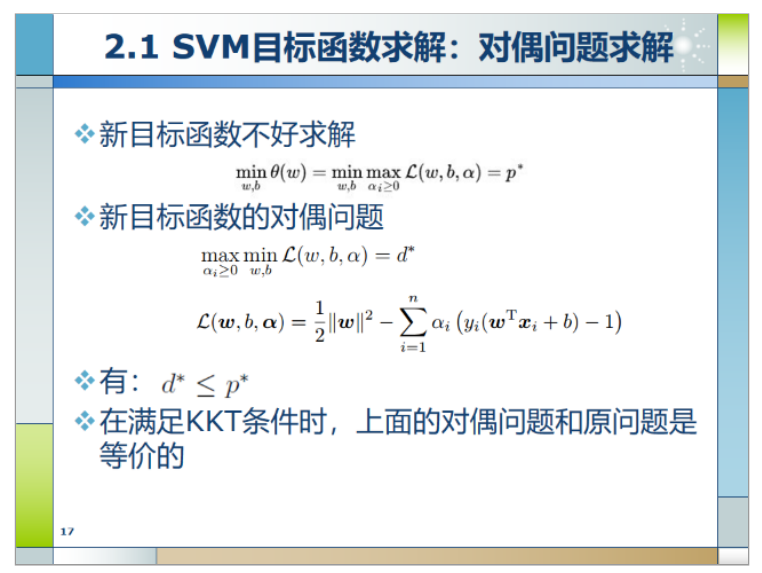 2.1 SVM目标函数求解：对偶问题求解
新目标函数不好求解
$\min_{w,b} \theta(w) = \min_{w,b} \max_{\alpha_i \geq 0} \mathcal{L}(w, b, \alpha) = p^*$
新目标函数的对偶问题
$\max_{\alpha_i \geq 0} \min_{w,b} \mathcal{L}(w, b, \alpha) = d^*$
$\mathcal{L}(\boldsymbol{w}, b, \boldsymbol{\alpha}) = \frac{1}{2} \|\boldsymbol{w}\|^2 - \sum_{i=1}^{n} \alpha_i \left( y_i (\boldsymbol{w}^{\mathrm{T}} \boldsymbol{x}_i + b) - 1 \right)$
有： $d^* \leq p^*$
在满足KKT条件时，上面的对偶问题和原问题是
等价的
17